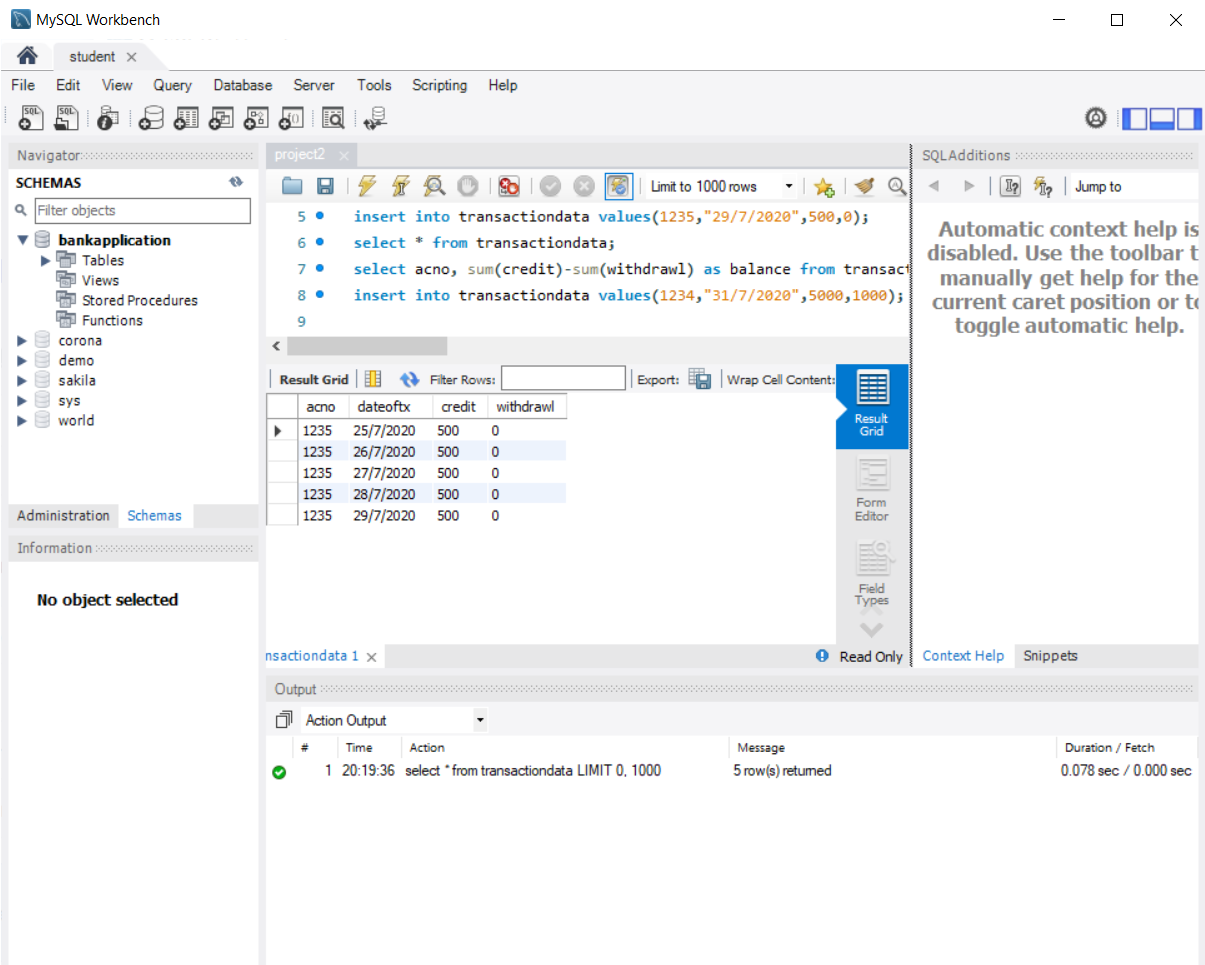 MySQL Workbench
student
File Edit View Query Database Server Tools Scripting Help
SQL SQL
Navigator
SCHEMAS
Filter objects
bankapplication
Tables
Views
Stored Procedures
Functions
corona
demo
sakila
sys
world
Administration Schemas
Information
No object selected
project2
Limit to 1000 rows
5 insert into transactiondata values(1235,"29/7/2020",500,0);
6 select * from transactiondata;
7 select acno, sum(credit)-sum(withdrawl) as balance from transact
8 insert into transactiondata values(1234,"31/7/2020",5000,1000);
9
Result Grid Filter Rows: Export: Wrap Cell Content:
acno dateoftx credit withdrawl
1235 25/7/2020 500 0
1235 26/7/2020 500 0
1235 27/7/2020 500 0
1235 28/7/2020 500 0
1235 29/7/2020 500 0
Result
Grid
Form
Editor
Field
Types
nsactiondata 1
Read Only
SQLAdditions
Jump to
Automatic context help is
disabled. Use the toolbar t
manually get help for the
current caret position or to
toggle automatic help.
Context Help Snippets
Output
Action Output
# Time Action Message Duration / Fetch
1 20:19:36 select * from transactiondata LIMIT 0, 1000 5 row(s) returned 0.078 sec / 0.000 sec